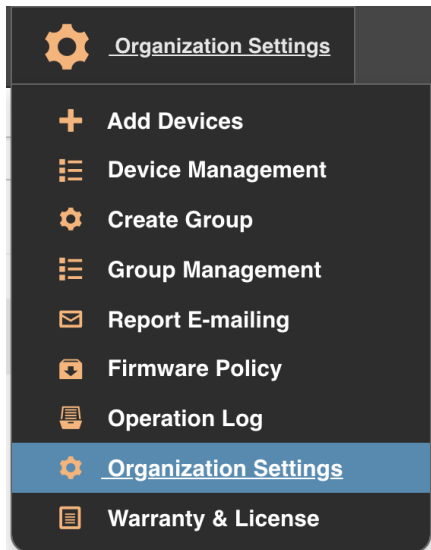 Organization Settings
Add Devices
Device Management
Create Group
Group Management
Report E-mailing
Firmware Policy
Operation Log
Organization Settings
Warranty & License